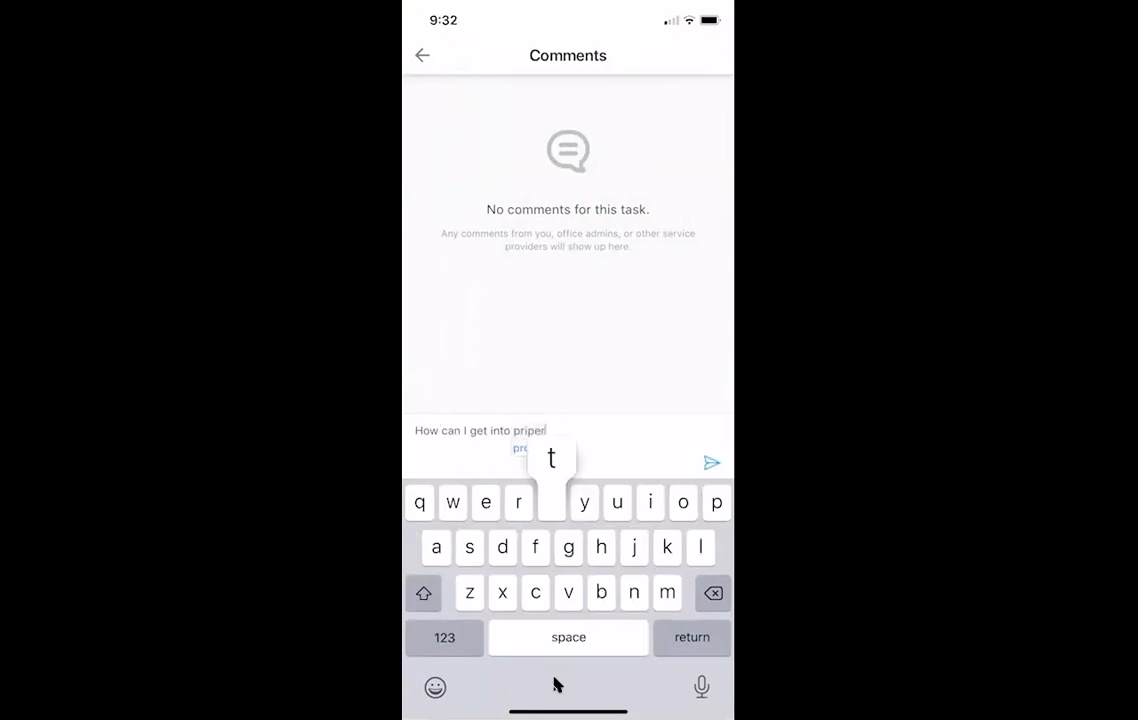 9:32
Comments
No comments for this task.
Any comments from you, office admins, or other service
providers will show up here.
How can I get into priper
t
q w e r y u i o p
a s d f g h j k l
z x c v b n m
123 space return